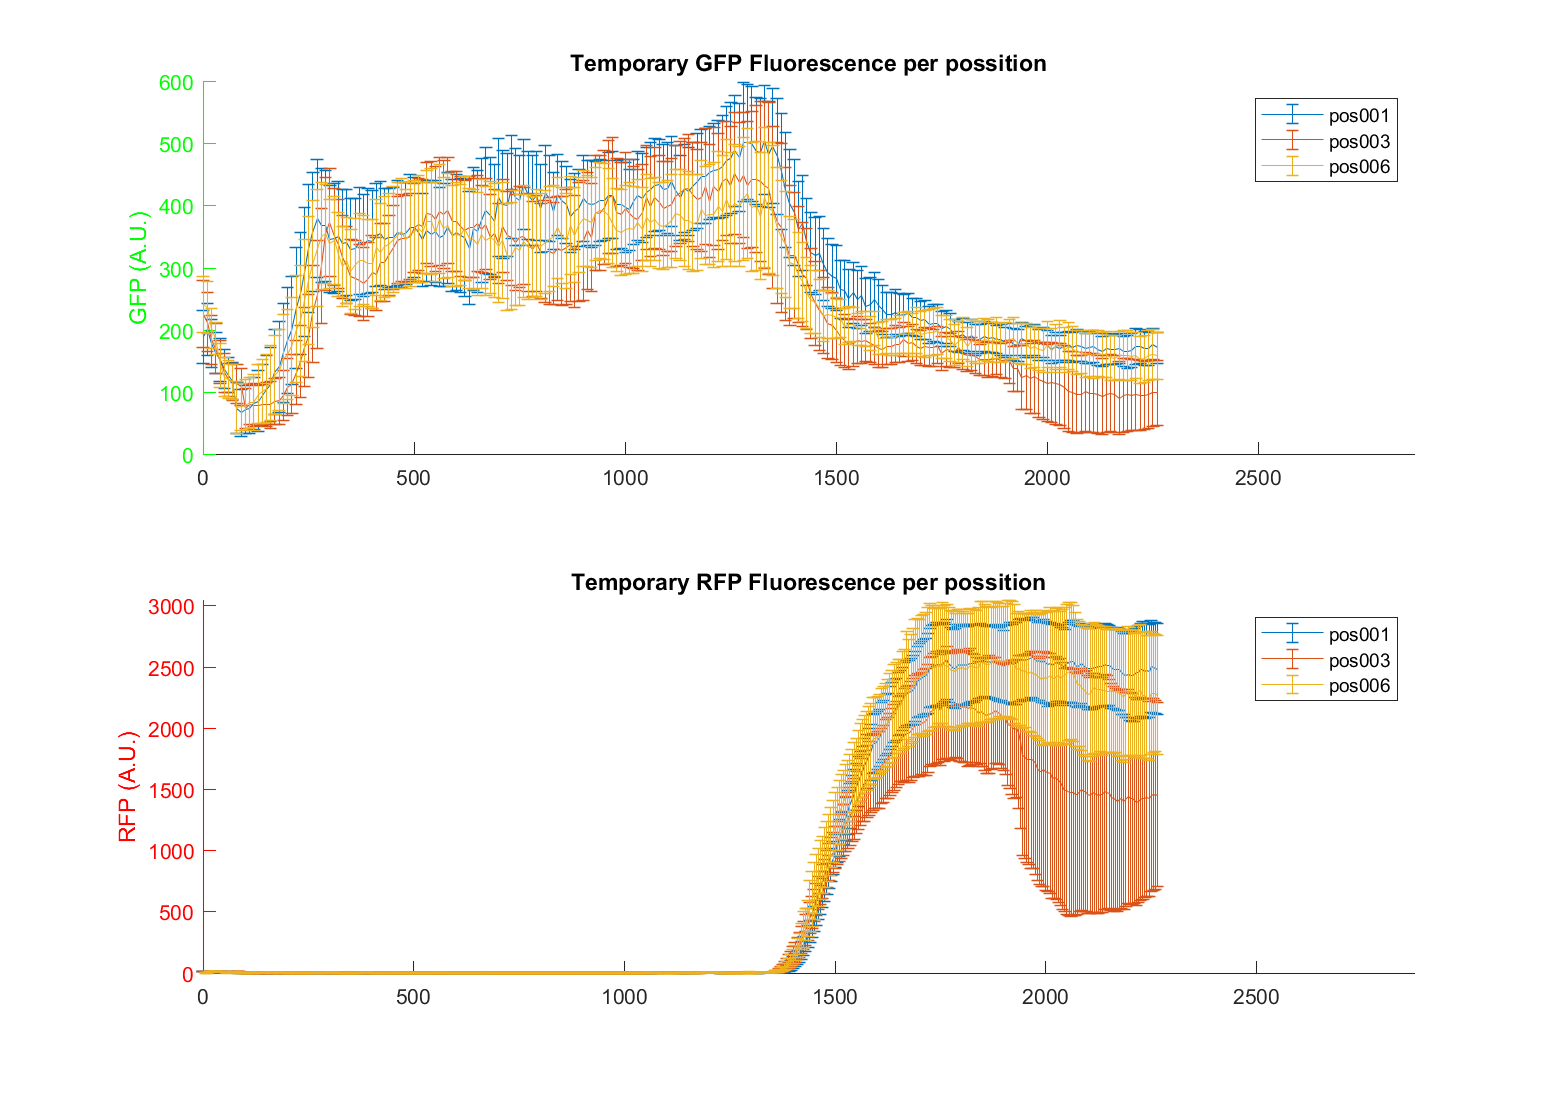 Temporary GFP Fluorescence per possition
600
500
400
300
200
100
0
GFP (A.U.)
0 500 1000 1500 2000 2500
pos001
pos003
pos006
Temporary RFP Fluorescence per possition
3000
2500
2000
1500
1000
500
0
RFP (A.U.)
0 500 1000 1500 2000 2500
pos001
pos003
pos006